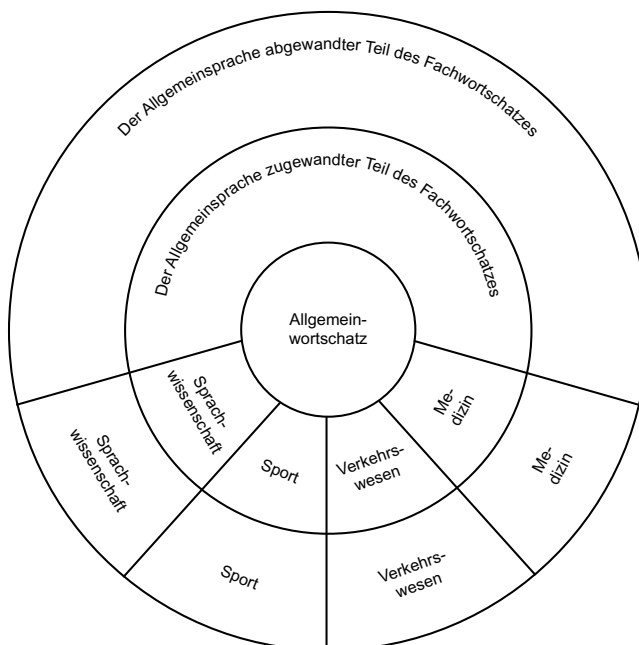 Der Allgemeinsprache abgewandter Teil des Fachwortschatzes
Der Allgemeinsprache zugewandter Teil des Fachwortschatzes
Allgemein-
wortschatz
Sprach-
wissenschaft
Sport
Verkehrs-
wesen
Me-
dizin
Sprach-
wissenschaft
Sport
Verkehrs-
wesen
Me-
dizin